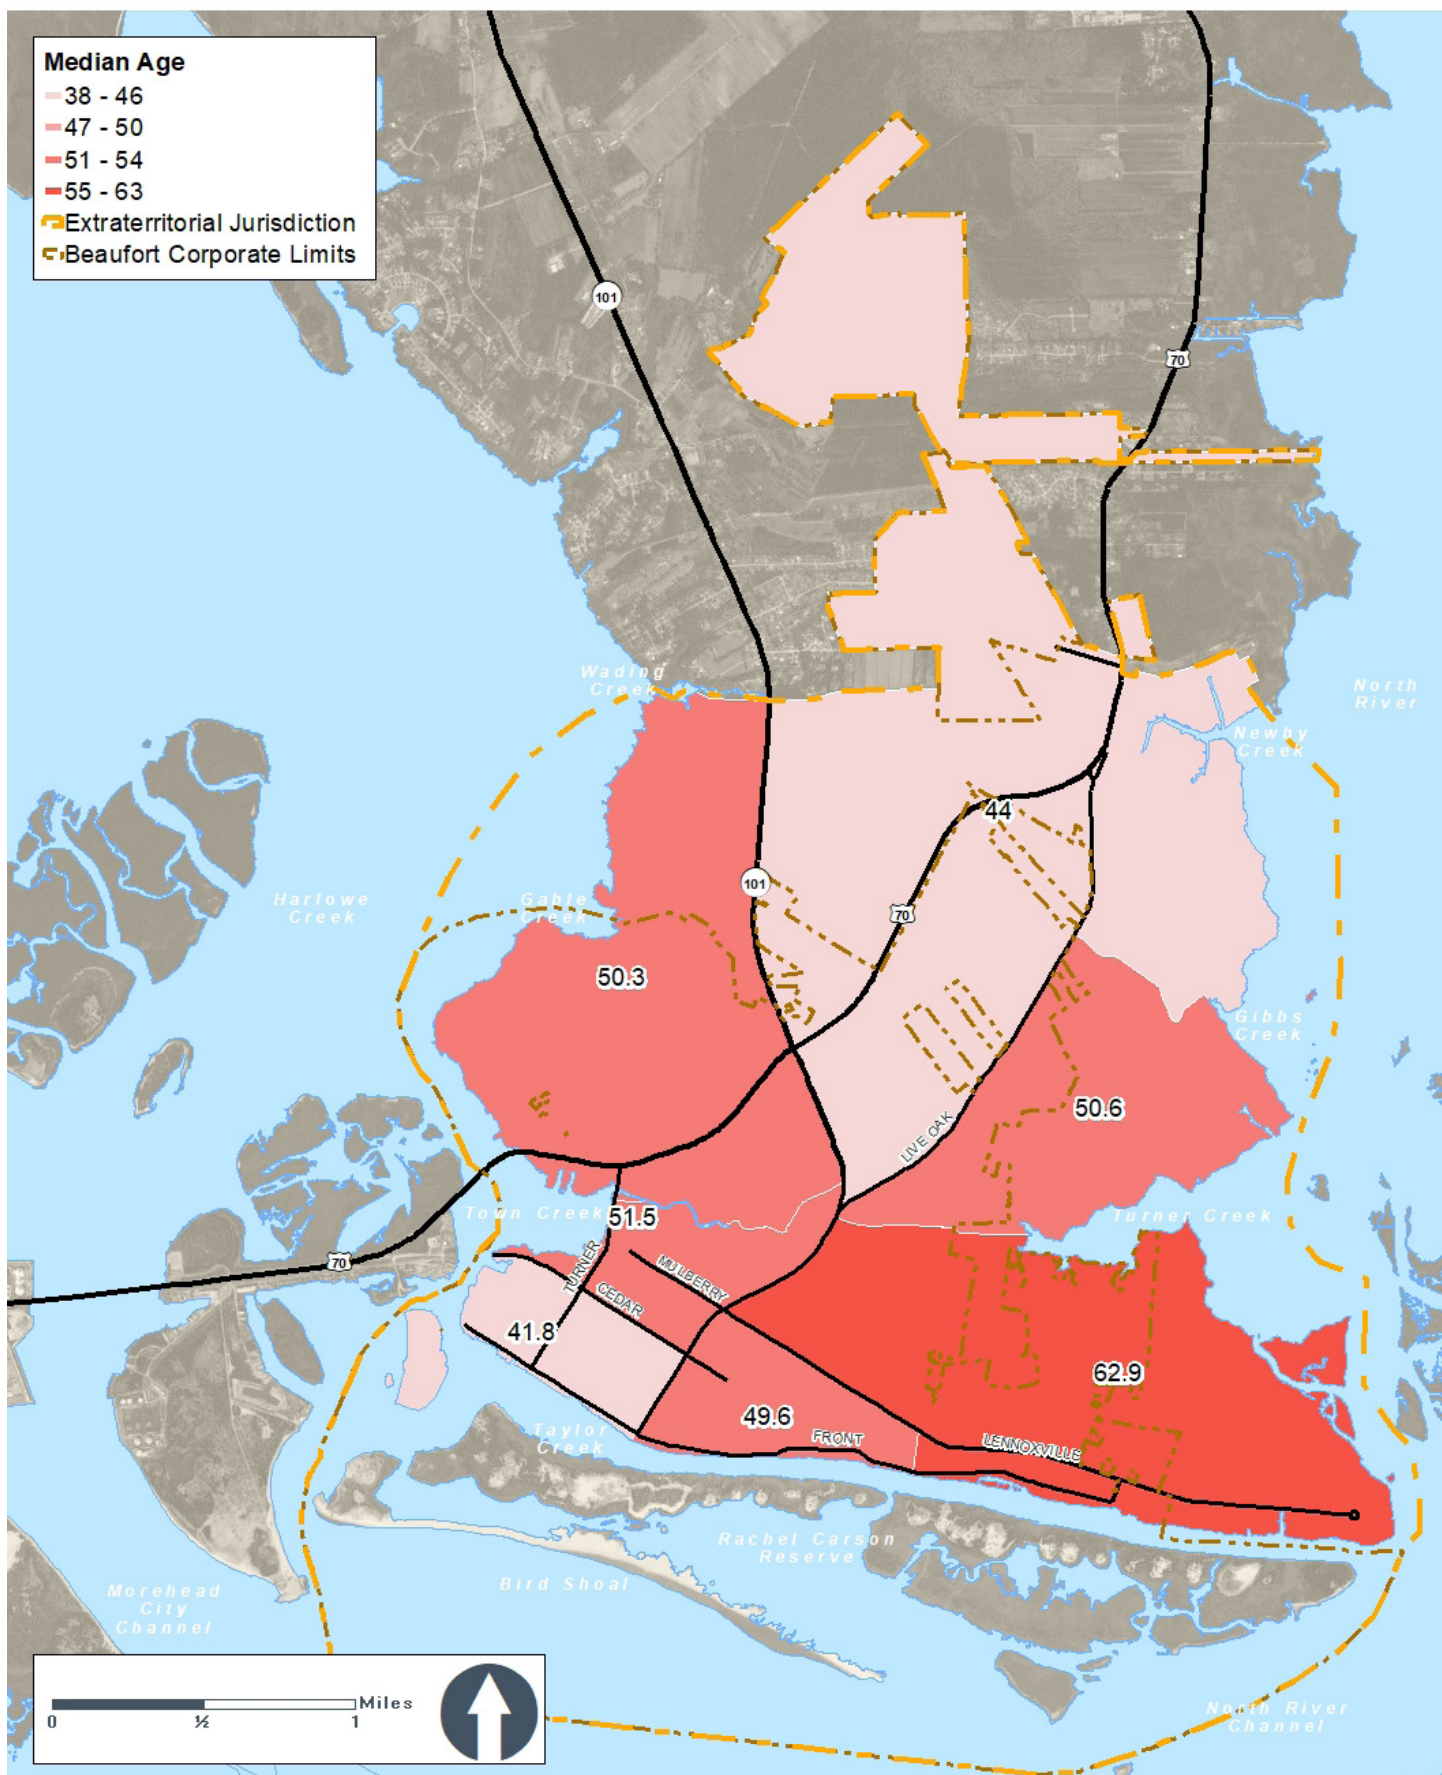 Median Age
38 - 46
47 - 50
51 - 54
55 - 63
Extraterritorial Jurisdiction
Beaufort Corporate Limits
101
70
Wading
Creek
North
River
Newby
Creek
44
Harlowe
Creek
Gable
Creek
101
70
50.3
Gibbs
Creek
50.6
LIVE OAK
Town Creek
51.5
Turner Creek
70
TURNER
MULBERRY
CEDAR
41.8
62.9
49.6
Taylor
Creek
FRONT
LENNOXVILLE
Rachel Carson
Reserve
Bird Shoal
Morehead
City
Channel
North River
Channel
Miles
0
½
1